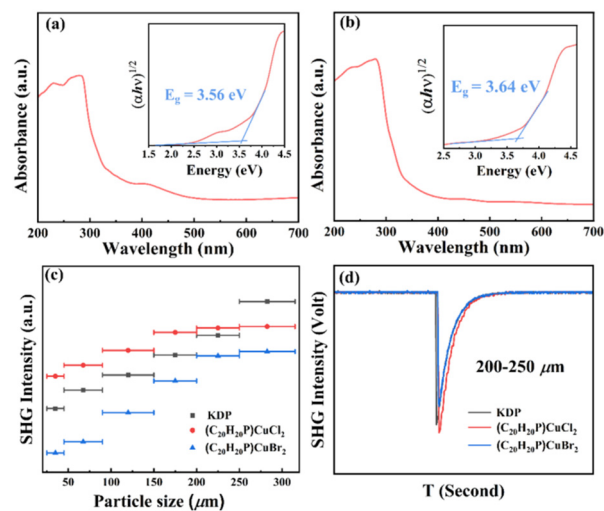 (a)
Absorbance (a.u.)
200 300 400 500 600 700
Wavelength (nm)
(αhν)1/2
E_g = 3.56 eV
1.5 2.0 2.5 3.0 3.5 4.0 4.5
Energy (eV)
(b)
Absorbance (a.u.)
200 300 400 500 600 700
Wavelength (nm)
(αhν)1/2
E_g = 3.64 eV
2.5 3.0 3.5 4.0 4.5
Energy (eV)
(c)
SHG Intensity (a.u.)
KDP
(C20H20P)CuCl2
(C20H20P)CuBr2
50 100 150 200 250 300
Particle size (μm)
(d)
SHG Intensity (Volt)
200-250 μm
KDP
(C20H20P)CuCl2
(C20H20P)CuBr2
T (Second)